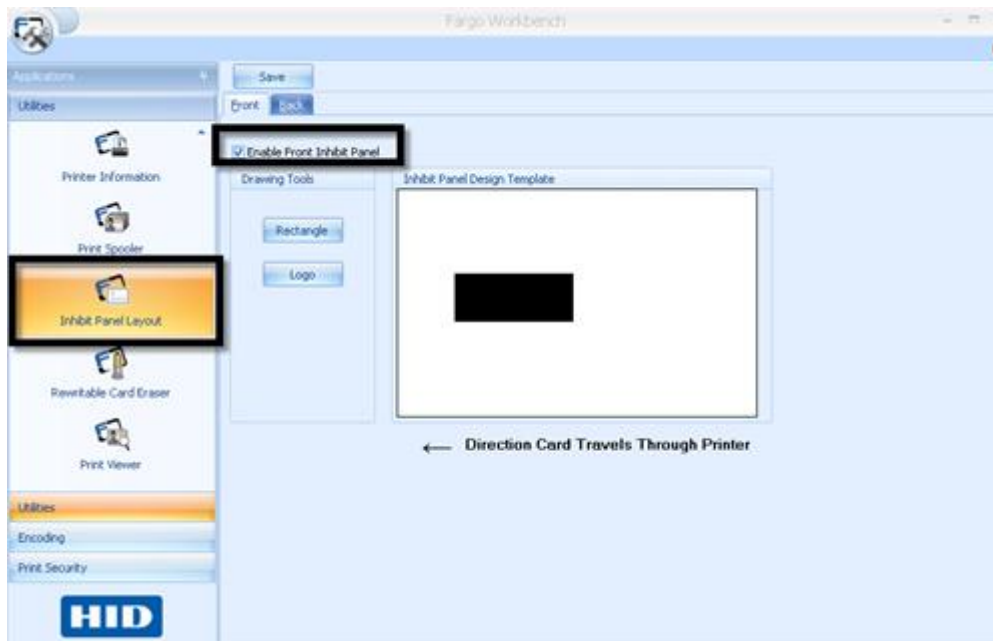 Fargo Workbench
Applications
Save
Utilities
Front Back
Enable Front Inhibit Panel
Printer Information
Drawing Tools
Inhibit Panel Design Template
Rectangle
Print Spooler
Logo
Inhibit Panel Layout
Rewritable Card Eraser
← Direction Card Travels Through Printer
Print Viewer
Utilities
Encoding
Print Security
HID